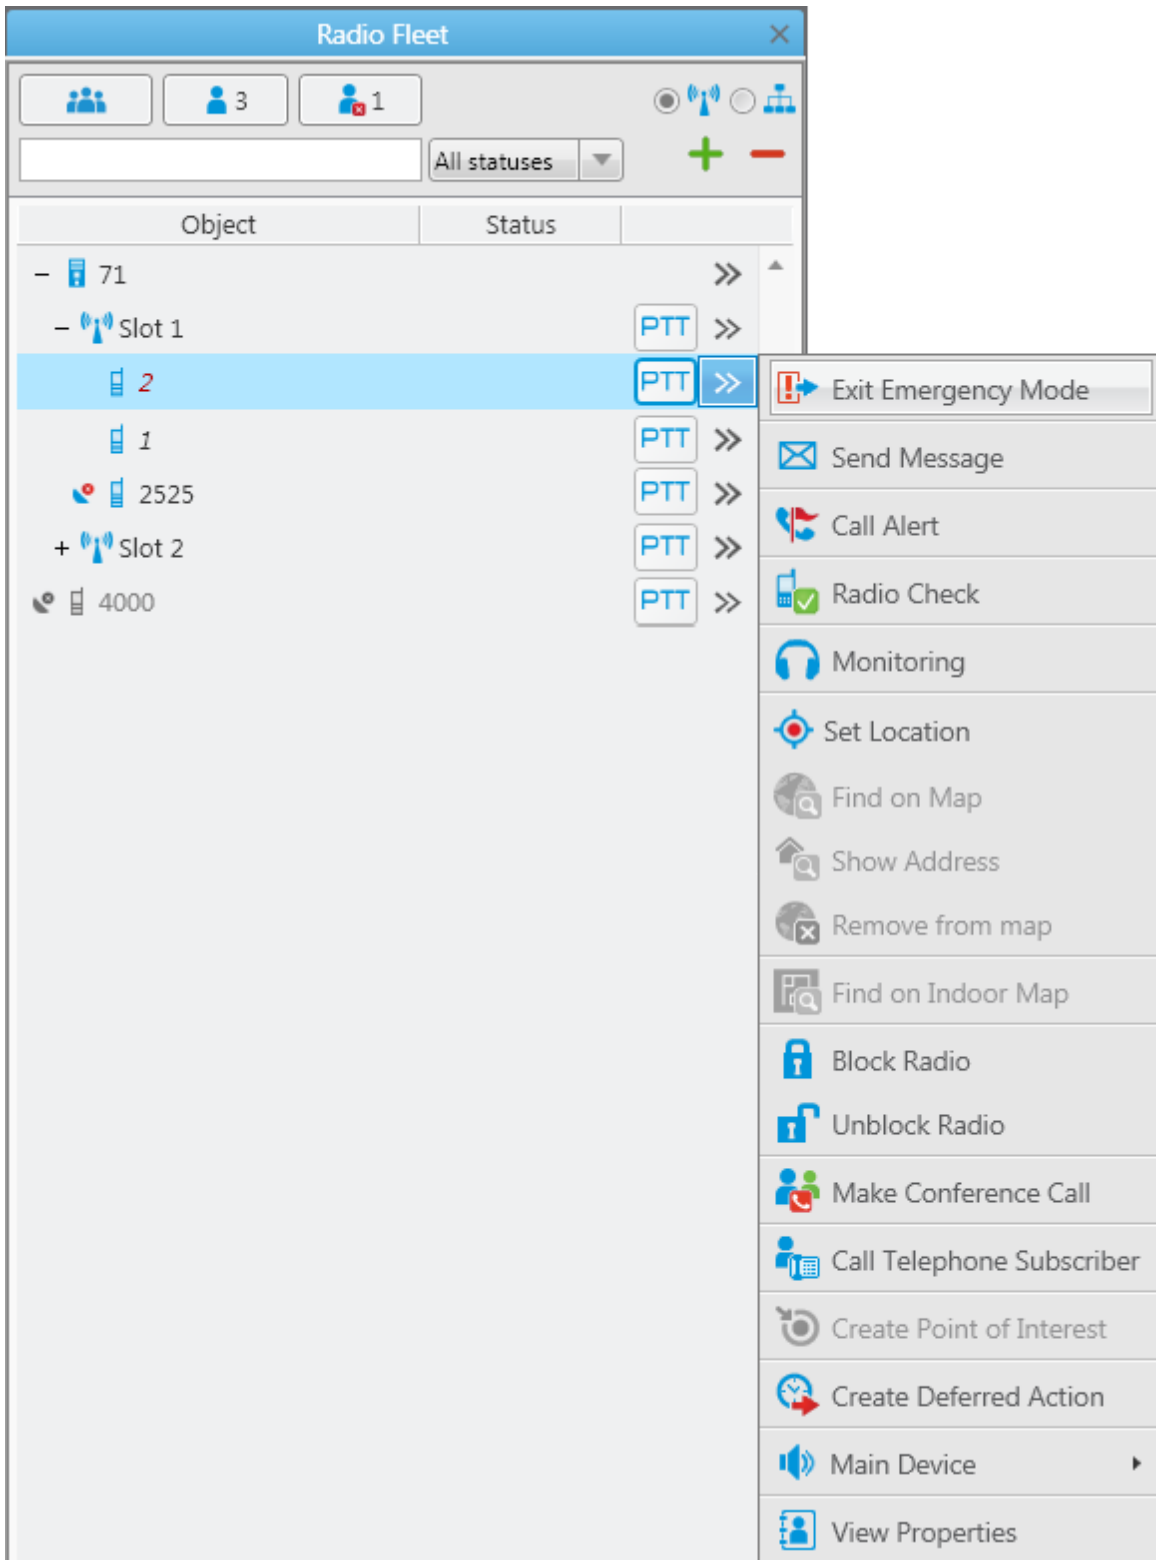 Radio Fleet
3
1
All statuses
Object Status
71
Slot 1 PTT
2 PTT
1 PTT
2525 PTT
Slot 2 PTT
4000 PTT
Exit Emergency Mode
Send Message
Call Alert
Radio Check
Monitoring
Set Location
Find on Map
Show Address
Remove from map
Find on Indoor Map
Block Radio
Unblock Radio
Make Conference Call
Call Telephone Subscriber
Create Point of Interest
Create Deferred Action
Main Device
View Properties